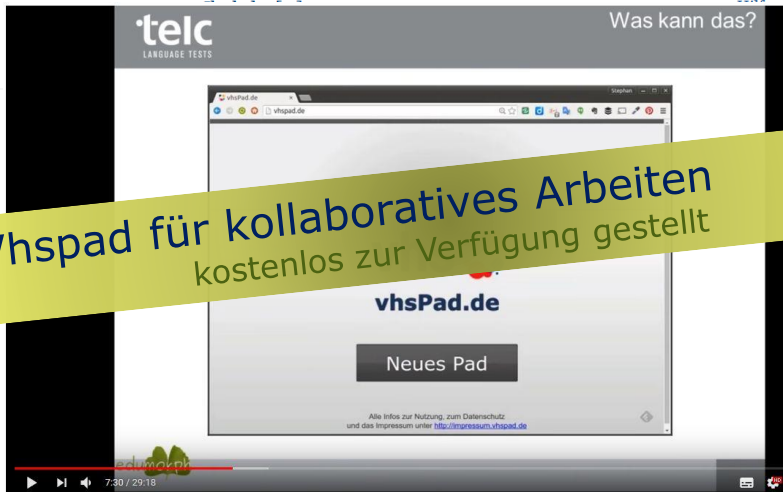 telc
LANGUAGE TESTS
Was kann das?
vhsPad.de
Stephan
vhspad.de
Vhspad für kollaboratives Arbeiten
kostenlos zur Verfügung gestellt
vhsPad.de
Neues Pad
Alle Infos zur Nutzung, zum Datenschutz
und das Impressum unter http://impressum.vhspad.de
edumorph
7:30 / 29:18
HD